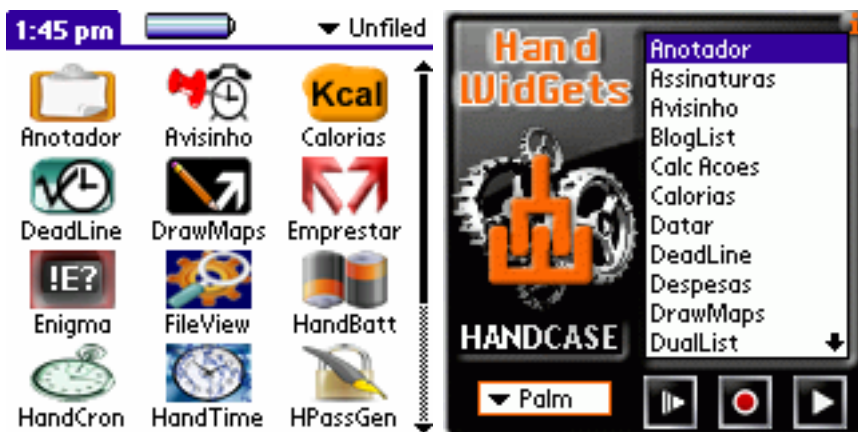 1:45 pm
Unfiled
Kcal
Anotador Avisinho Calorias
DeadLine DrawMaps Emprestar
!E?
Enigma FileView HandBatt
HandCron HandTime HPassGen
Hand
WidGets
HANDCASE
Palm
i
Anotador
Assinaturas
Avisinho
BlogList
Calc Acoes
Calorias
Datar
DeadLine
Despesas
DrawMaps
DualList